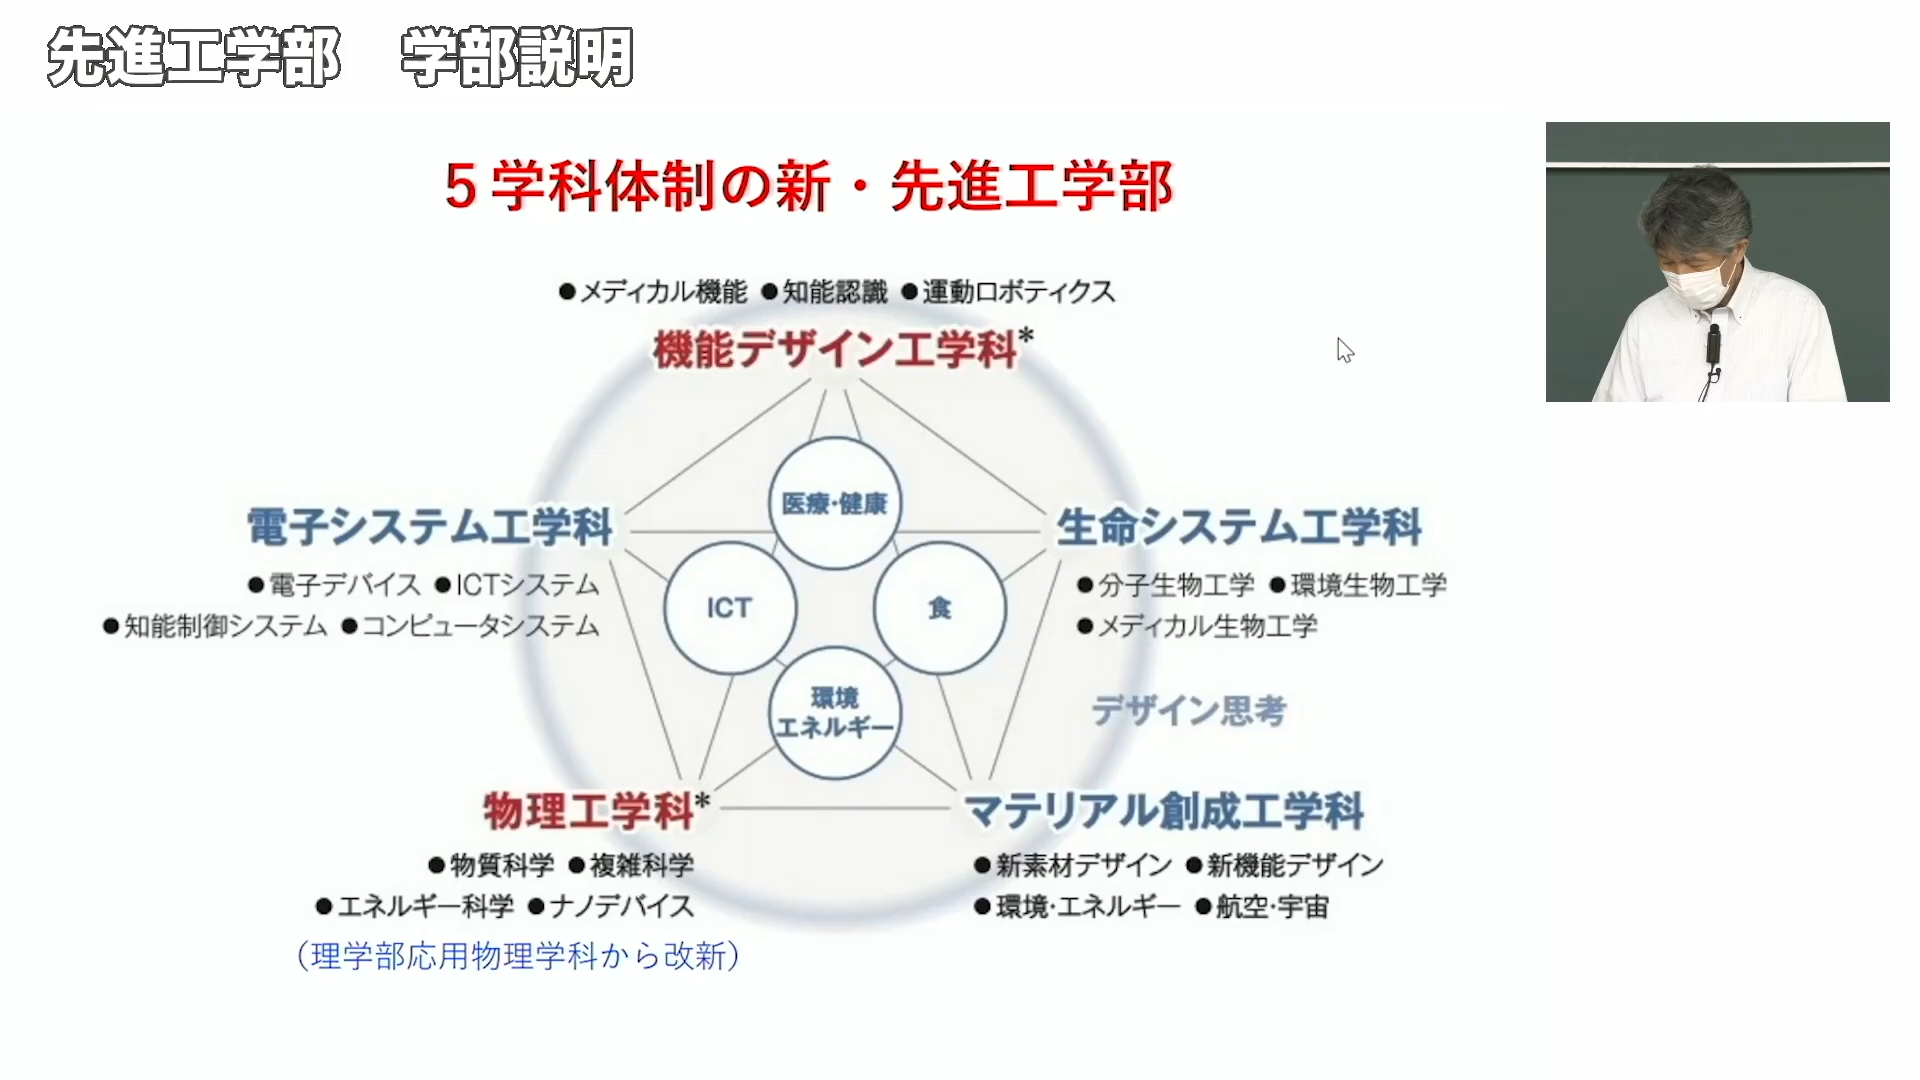 先進工学部　学部説明
５学科体制の新・先進工学部
●メディカル機能 ●知能認識 ●運動ロボティクス
機能デザイン工学科*
医療・健康
電子システム工学科
●電子デバイス ●ICTシステム
●知能制御システム ●コンピュータシステム
生命システム工学科
●分子生物工学 ●環境生物工学
●メディカル生物工学
ICT
食
環境
エネルギー
デザイン思考
物理工学科*
●物質科学 ●複雑科学
●エネルギー科学 ●ナノデバイス
（理学部応用物理学科から改新）
マテリアル創成工学科
●新素材デザイン ●新機能デザイン
●環境・エネルギー ●航空・宇宙